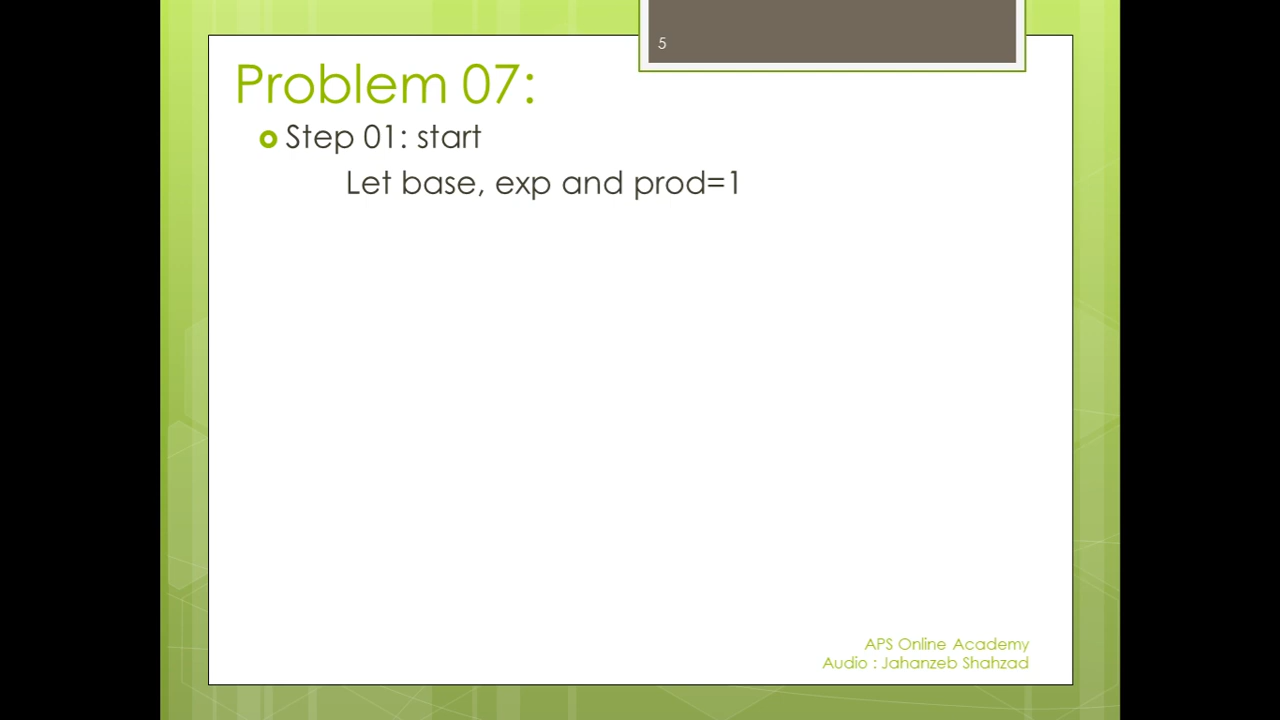 5
Problem 07:
Step 01: start
Let base, exp and prod=1
APS Online Academy
Audio : Jahanzeb Shahzad